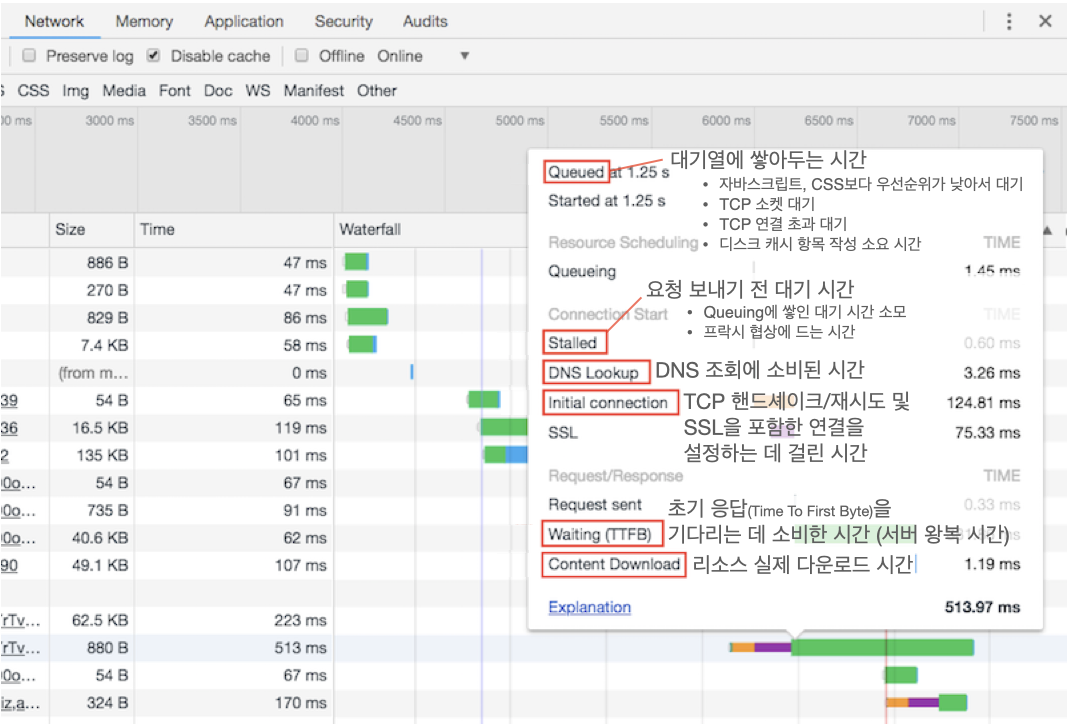 Network Memory Application Security Audits
Preserve log Disable cache Offline Online
CSS Img Media Font Doc WS Manifest Other
3000 ms 3500 ms 4000 ms 4500 ms 5000 ms 5500 ms 6000 ms 6500 ms 7000 ms 7500 ms
Size Time Waterfall
886 B 47 ms
270 B 47 ms
829 B 86 ms
7.4 KB 58 ms
(from m... 0 ms
39 54 B 65 ms
36 16.5 KB 119 ms
2 135 KB 101 ms
0o... 54 B 67 ms
0o... 735 B 91 ms
0o... 40.6 KB 62 ms
90 49.1 KB 107 ms
rTv... 62.5 KB 223 ms
rTv... 880 B 513 ms
0o... 54 B 67 ms
iz,a... 324 B 170 ms
Queued at 1.25 s
대기열에 쌓아두는 시간
• 자바스크립트, CSS보다 우선순위가 낮아서 대기
• TCP 소켓 대기
• TCP 연결 초과 대기
• 디스크 캐시 항목 작성 소요 시간
Started at 1.25 s
Resource Scheduling TIME
Queueing 1.45 ms
요청 보내기 전 대기 시간
• Queuing에 쌓인 대기 시간 소모
• 프락시 협상에 드는 시간
Connection Start TIME
Stalled 0.60 ms
DNS Lookup DNS 조회에 소비된 시간 3.26 ms
Initial connection 124.81 ms
TCP 핸드셰이크/재시도 및
SSL을 포함한 연결을
설정하는 데 걸린 시간
SSL 75.33 ms
Request/Response TIME
Request sent 0.33 ms
초기 응답(Time To First Byte)을
기다리는 데 소비한 시간 (서버 왕복 시간)
Waiting (TTFB)
Content Download 리소스 실제 다운로드 시간 1.19 ms
Explanation 513.97 ms